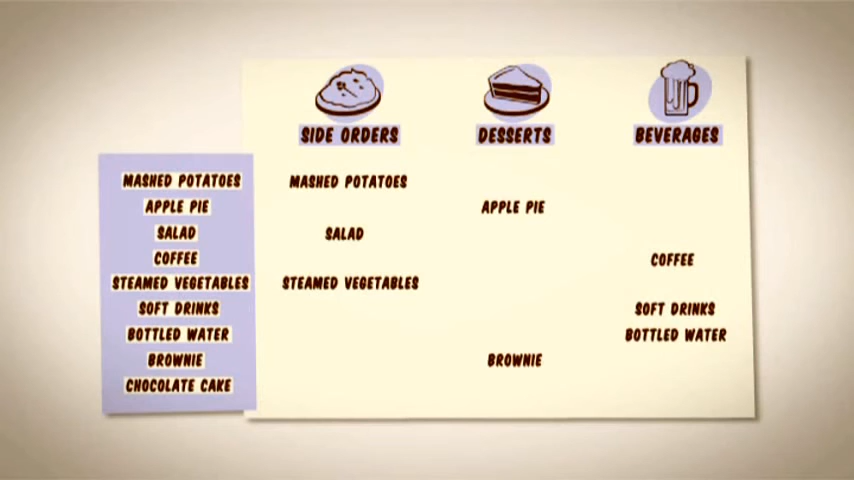 SIDE ORDERS DESSERTS BEVERAGES
MASHED POTATOES MASHED POTATOES
APPLE PIE APPLE PIE
SALAD SALAD
COFFEE COFFEE
STEAMED VEGETABLES STEAMED VEGETABLES
SOFT DRINKS SOFT DRINKS
BOTTLED WATER BOTTLED WATER
BROWNIE BROWNIE
CHOCOLATE CAKE